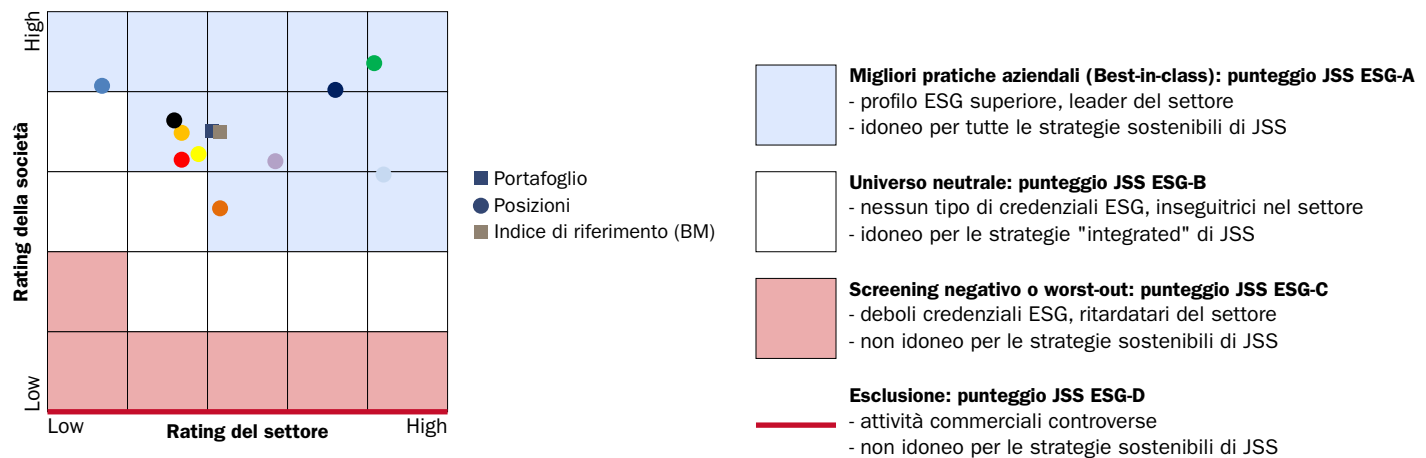 High
Rating della società
Low
Low
Rating del settore
High
Portafoglio
Posizioni
Indice di riferimento (BM)
Migliori pratiche aziendali (Best-in-class): punteggio JSS ESG-A
- profilo ESG superiore, leader del settore
- idoneo per tutte le strategie sostenibili di JSS
Universo neutrale: punteggio JSS ESG-B
- nessun tipo di credenziali ESG, inseguitrici nel settore
- idoneo per le strategie "integrated" di JSS
Screening negativo o worst-out: punteggio JSS ESG-C
- deboli credenziali ESG, ritardatari del settore
- non idoneo per le strategie sostenibili di JSS
Esclusione: punteggio JSS ESG-D
- attività commerciali controverse
- non idoneo per le strategie sostenibili di JSS